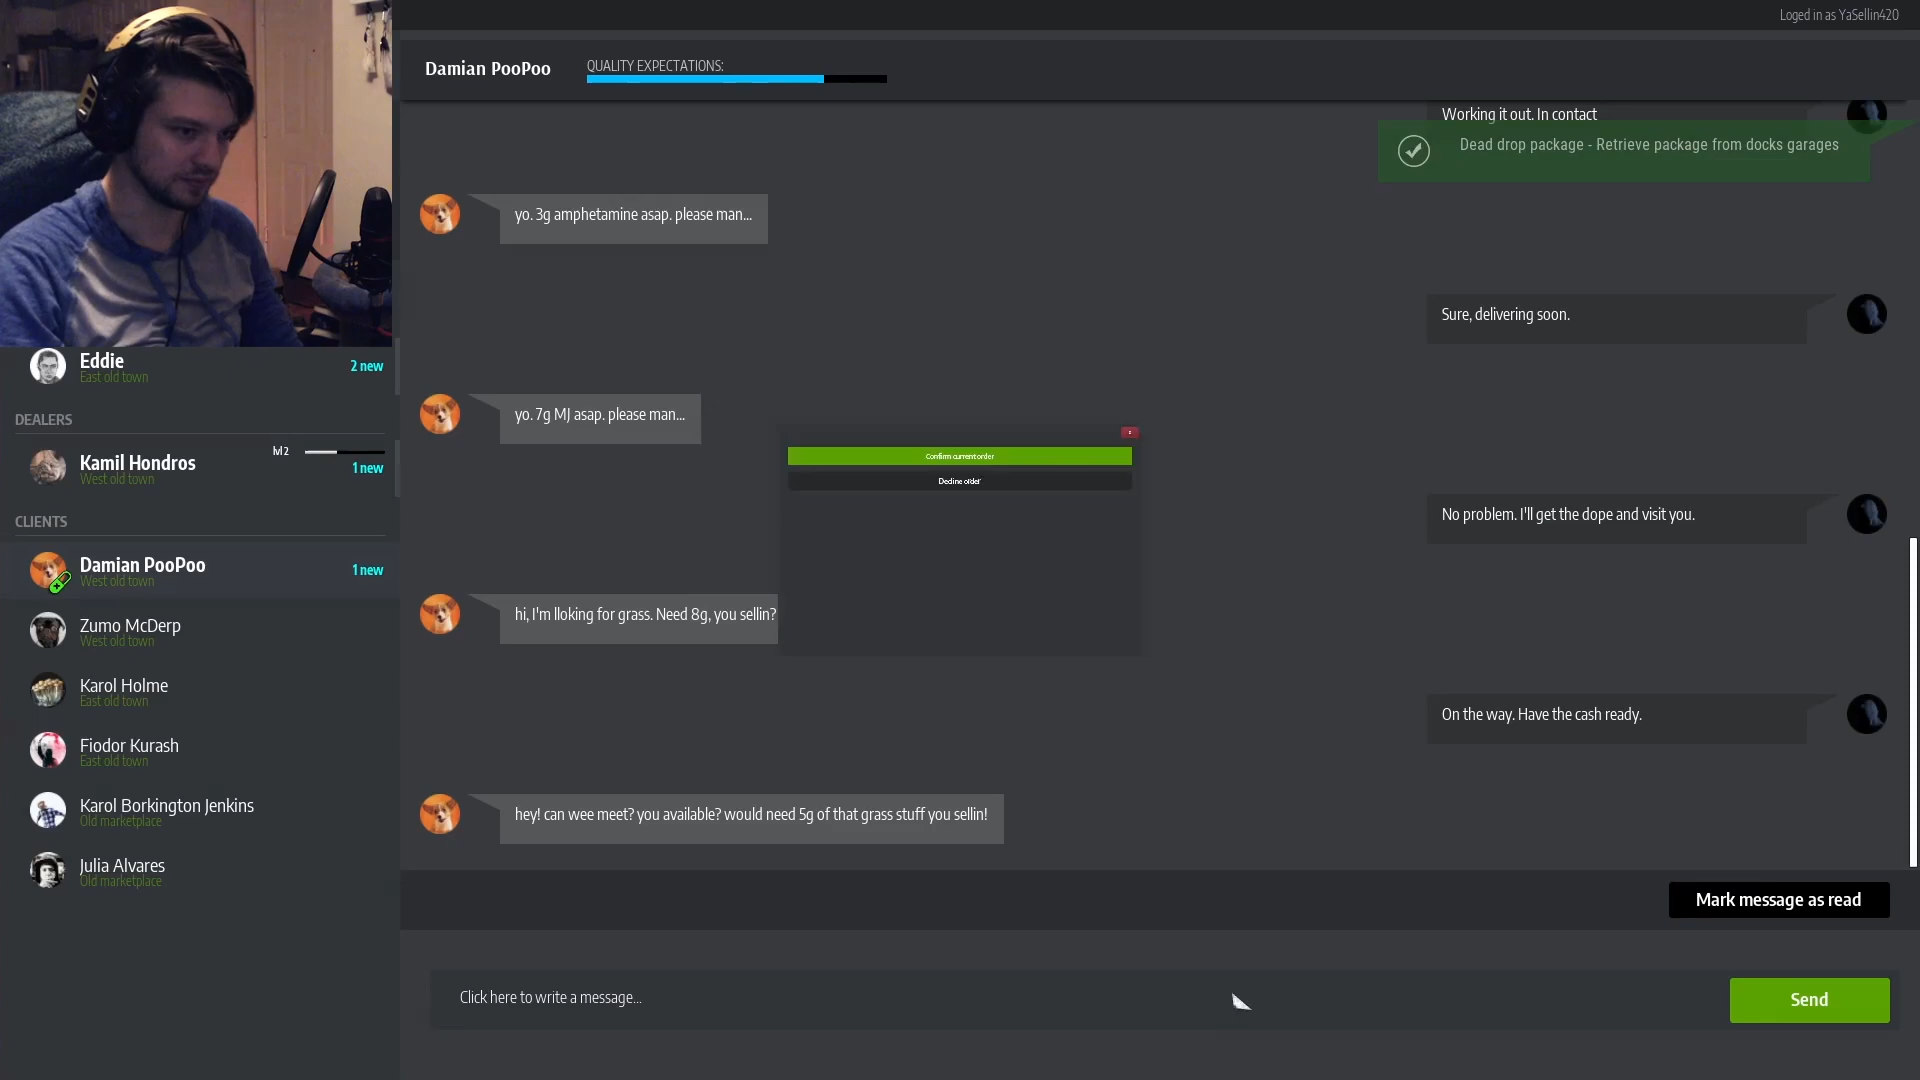 Loged in as YaSellin420
Damian PooPoo
QUALITY EXPECTATIONS:
Working it out. In contact
Dead drop package - Retrieve package from docks garages
yo. 3g amphetamine asap. please man...
Sure, delivering soon.
Eddie
East old town
2 new
DEALERS
Kamil Hondros
West old town
lvl 2
1 new
CLIENTS
Damian PooPoo
West old town
1 new
Zumo McDerp
West old town
Karol Holme
East old town
Fiodor Kurash
East old town
Karol Borkington Jenkins
Old marketplace
Julia Alvares
Old marketplace
yo. 7g MJ asap. please man...
Confirm current order
Decline order
No problem. I'll get the dope and visit you.
hi, I'm lloking for grass. Need 8g, you sellin?
On the way. Have the cash ready.
hey! can wee meet? you available? would need 5g of that grass stuff you sellin!
Mark message as read
Click here to write a message...
Send